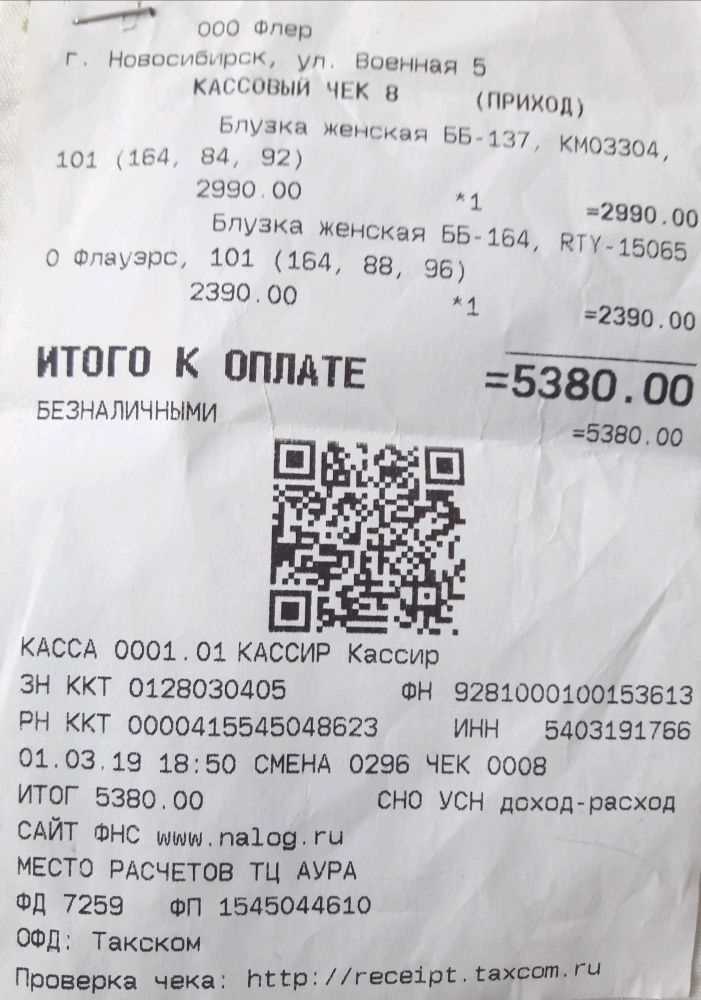 ООО Флер
г. Новосибирск, ул. Военная 5
КАССОВЫЙ ЧЕК 8 (ПРИХОД)
Блузка женская ББ-137, КМ03304,
101 (164, 84, 92)
2990.00 *1 =2990.00
Блузка женская ББ-164, RTY-15065
0 Флауэрс, 101 (164, 88, 96)
2390.00 *1 =2390.00
ИТОГО К ОПЛАТЕ =5380.00
БЕЗНАЛИЧНЫМИ =5380.00
КАССА 0001.01 КАССИР Кассир
ЗН ККТ 0128030405 ФН 9281000100153613
РН ККТ 0000415545048623 ИНН 5403191766
01.03.19 18:50 СМЕНА 0296 ЧЕК 0008
ИТОГ 5380.00 СНО УСН доход-расход
САЙТ ФНС www.nalog.ru
МЕСТО РАСЧЕТОВ ТЦ АУРА
ФД 7259 ФП 1545044610
ОФД: Такском
Проверка чека: http://receipt.taxcom.ru